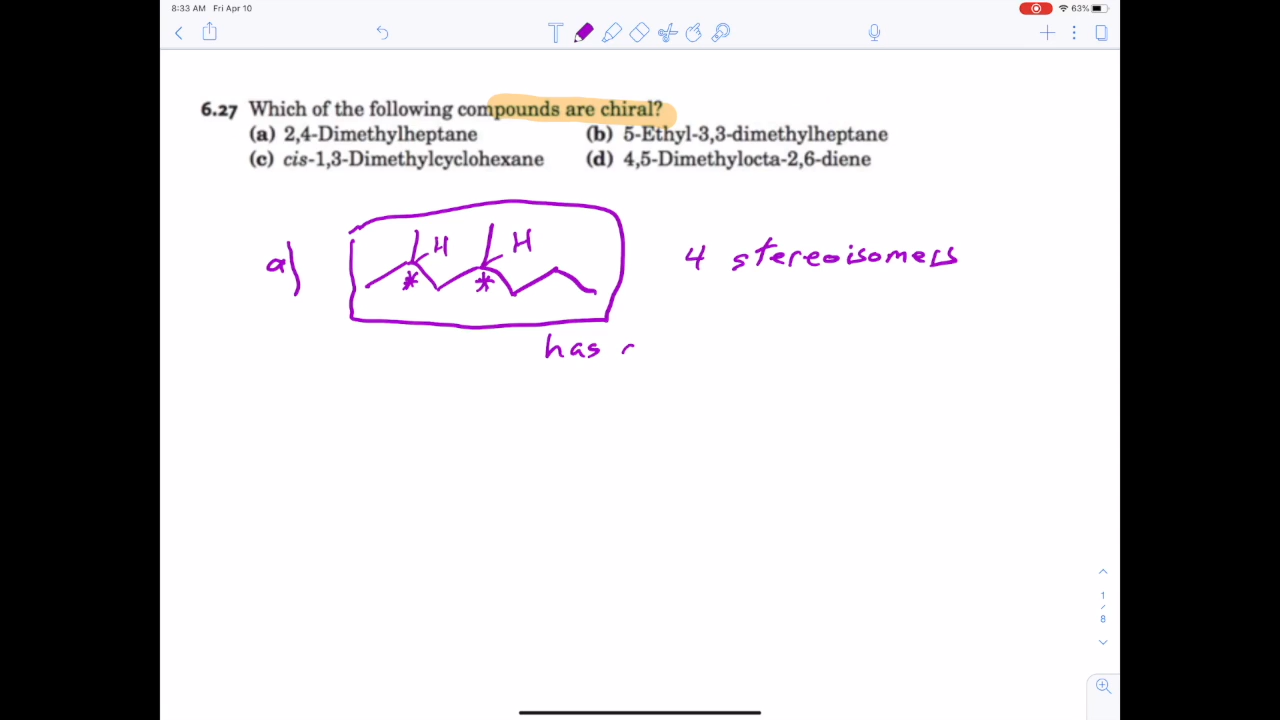 8:33 AM Fri Apr 10
63%
6.27 Which of the following compounds are chiral?
(a) 2,4-Dimethylheptane (b) 5-Ethyl-3,3-dimethylheptane
(c) cis-1,3-Dimethylcyclohexane (d) 4,5-Dimethylocta-2,6-diene
a) H H 4 stereoisomers
* *
has
1
/
8